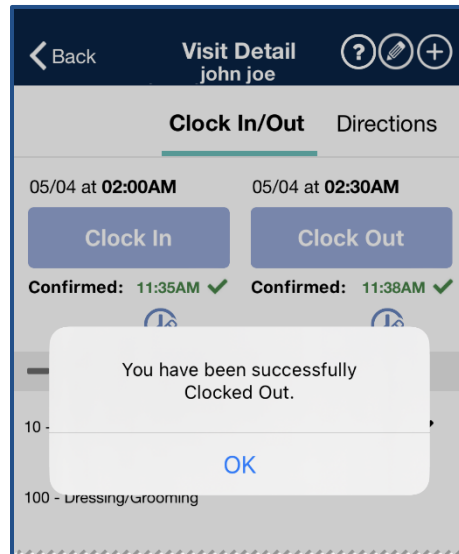 Back
Visit Detail
john joe
?
Clock In/Out Directions
05/04 at 02:00AM 05/04 at 02:30AM
Clock In Clock Out
Confirmed: 11:35AM Confirmed: 11:38AM
You have been successfully
Clocked Out.
10 -
OK
100 - Dressing/Grooming